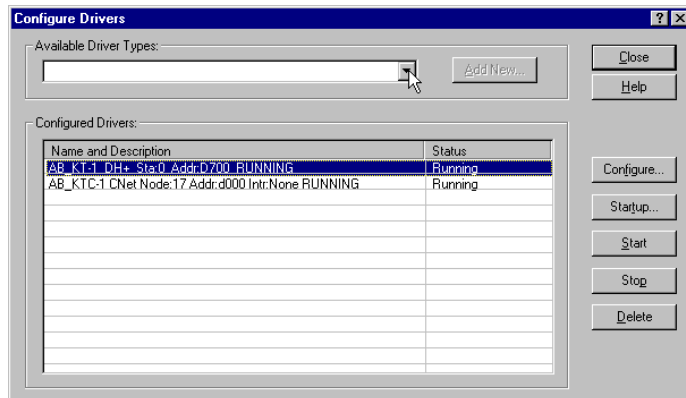 Configure Drivers
Available Driver Types:
Add New...
Close
Help
Configured Drivers:
Name and Description Status
AB_KT-1 DH+ Sta:0 Addr:D700 RUNNING Running
AB_KTC-1 CNet Node:17 Addr:d000 Intr:None RUNNING Running
Configure...
Startup...
Start
Stop
Delete